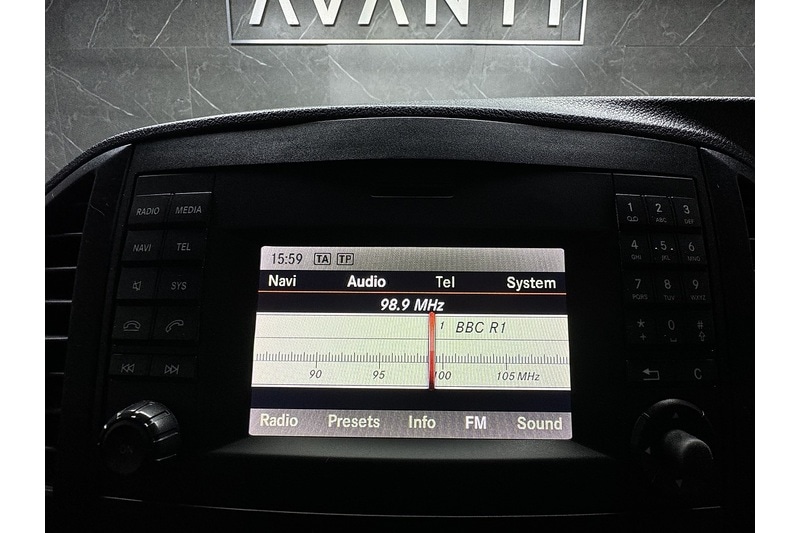 AVANTI
15:59 TA TP
Navi Audio Tel System
98.9 MHz
1 BBC R1
90 95 100 105 MHz
Radio Presets Info FM Sound
RADIO MEDIA
NAVI TEL
SYS
1 2 ABC 3 DEF
4 GHI 5 JKL 6 MNO
7 PQRS 8 TUV 9 WXYZ
* + 0 #
C